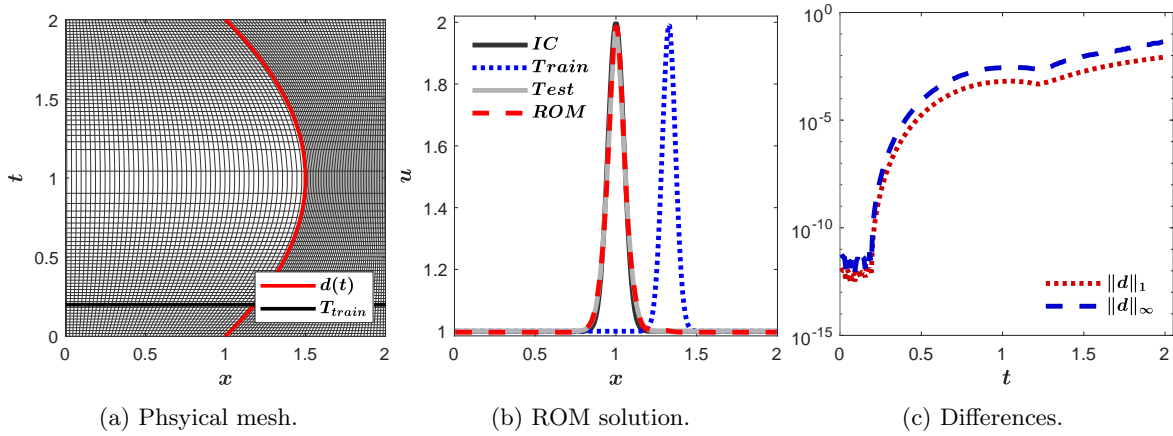 2
1.5
1
0.5
0
t
0 0.5 1 1.5 2
x
d(t)
T_train
2
1.8
1.6
1.4
1.2
1
u
0 0.5 1 1.5 2
x
IC
Train
Test
ROM
10^0
10^-5
10^-10
10^-15
0 0.5 1 1.5 2
t
‖d‖_1
‖d‖_∞
(a) Phsyical mesh.
(b) ROM solution.
(c) Differences.